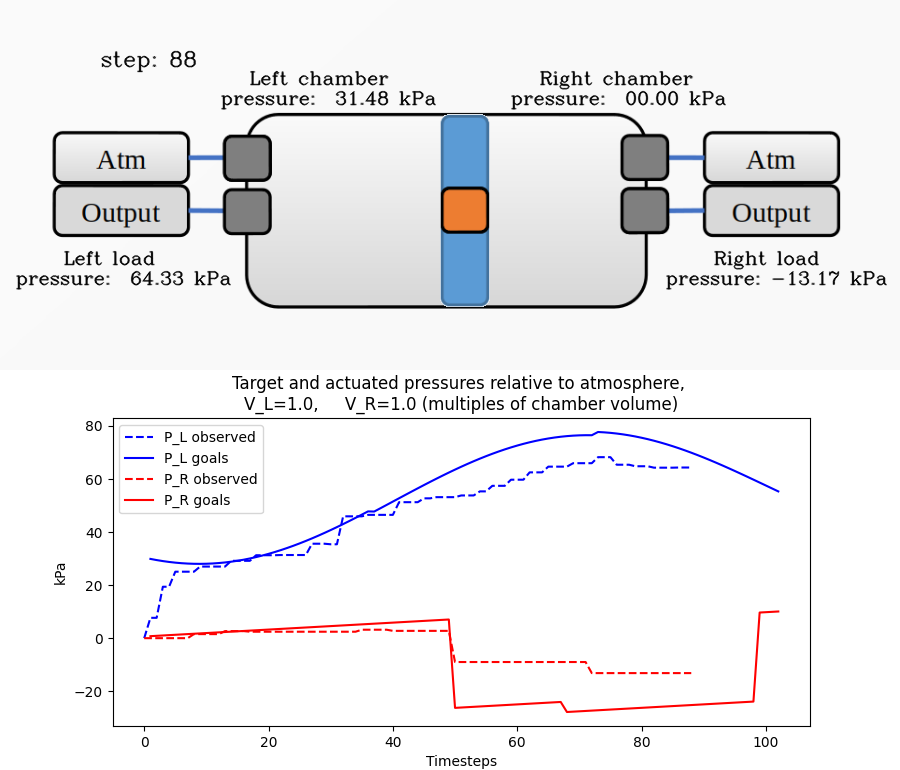 step: 88
Left chamber
pressure:  31.48 kPa
Right chamber
pressure:  00.00 kPa
Atm
Output
Atm
Output
Left load
pressure:  64.33 kPa
Right load
pressure: −13.17 kPa
Target and actuated pressures relative to atmosphere,
V_L=1.0,     V_R=1.0 (multiples of chamber volume)
P_L observed
P_L goals
P_R observed
P_R goals
80
60
40
20
0
−20
kPa
0 20 40 60 80 100
Timesteps